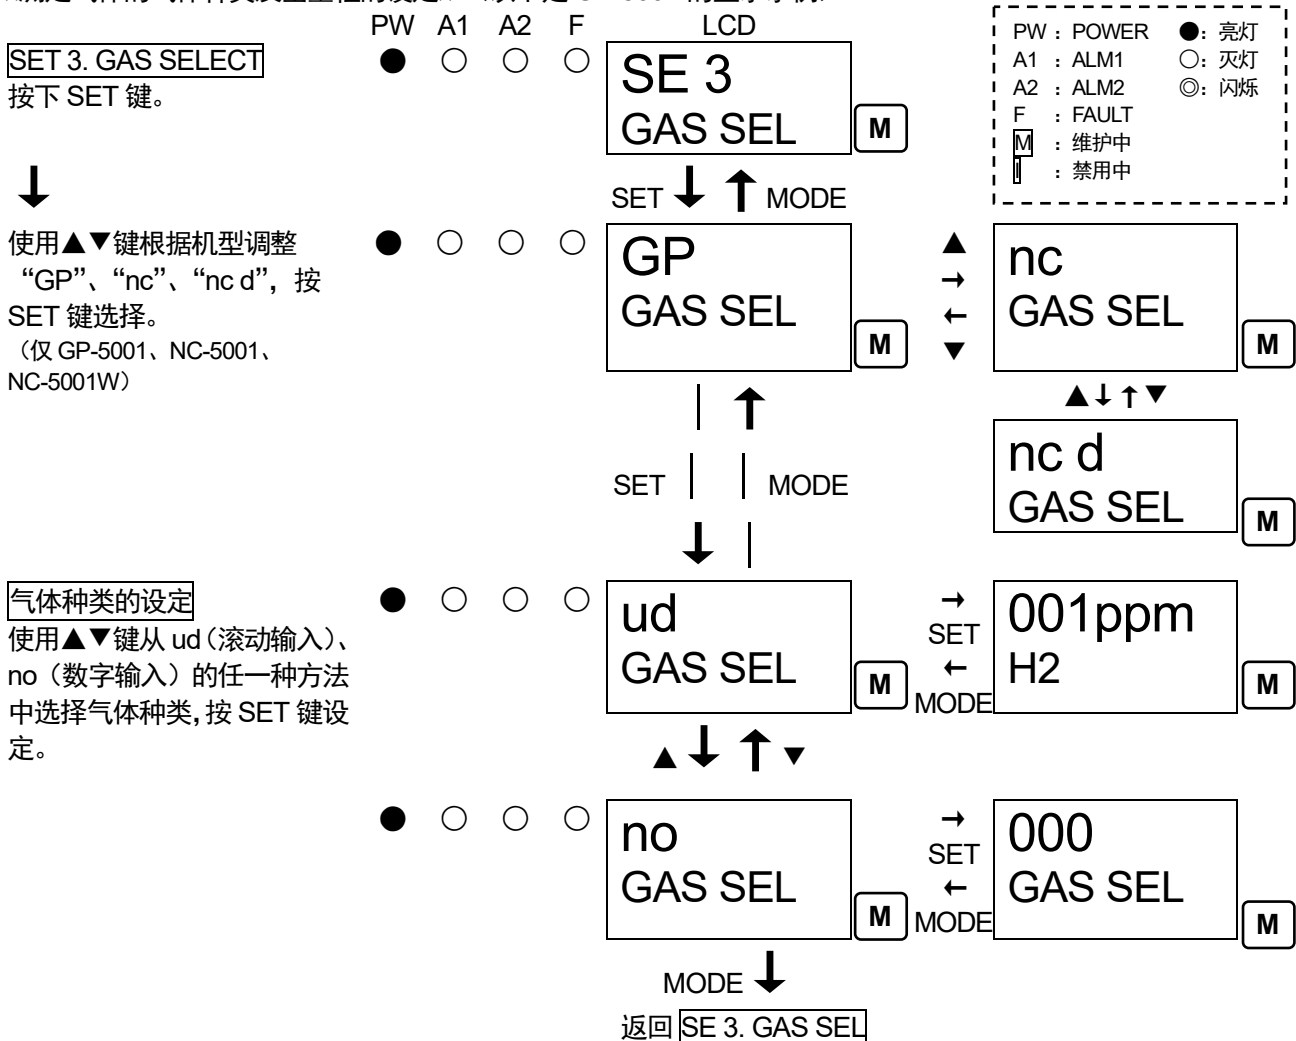 PW A1 A2 F LCD
SET 3. GAS SELECT
按下 SET 键。
↓
● ○ ○ ○
SE 3
GAS SEL
M
PW : POWER ●: 亮灯
A1 : ALM1 ○: 灭灯
A2 : ALM2 ◎: 闪烁
F : FAULT
M : 维护中
I : 禁用中
SET ↓ ↑ MODE
使用▲▼键根据机型调整
“GP”、“nc”、“nc d”, 按
SET 键选择。
（仅 GP-5001、NC-5001、
NC-5001W）
● ○ ○ ○
GP
GAS SEL
M
▲
→
←
▼
nc
GAS SEL
M
▲↓↑▼
nc d
GAS SEL
M
SET ↓ ↑ MODE
气体种类的设定
使用▲▼键从 ud（滚动输入）、
no（数字输入）的任一种方法
中选择气体种类, 按 SET 键设
定。
● ○ ○ ○
ud
GAS SEL
M
→
SET
←
MODE
001ppm
H2
M
▲↓↑▼
● ○ ○ ○
no
GAS SEL
M
→
SET
←
MODE
000
GAS SEL
M
MODE ↓
返回 SE 3. GAS SEL